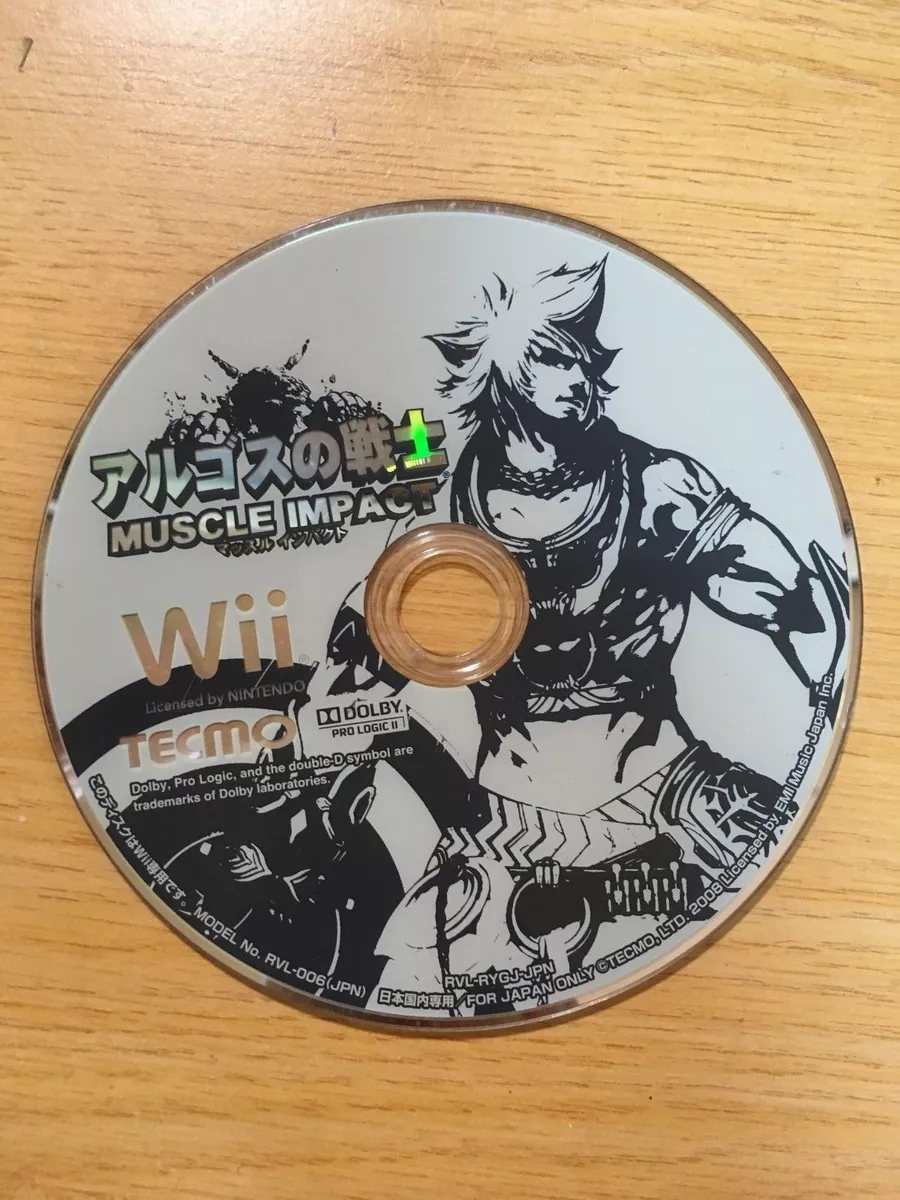 アルゴスの戦士
MUSCLE IMPACT
マッスル インパクト
Wii
Licensed by NINTENDO
TECMO
DOLBY
PRO LOGIC II
Dolby, Pro Logic, and the double-D symbol are
trademarks of Dolby laboratories.
このディスクはWii専用です。 MODEL No. RVL-006(JPN) 日本国内専用 FOR JAPAN ONLY ©TECMO, LTD. 2008 Licensed by EMI Music Japan Inc.
RVL-RYGJ-JPN